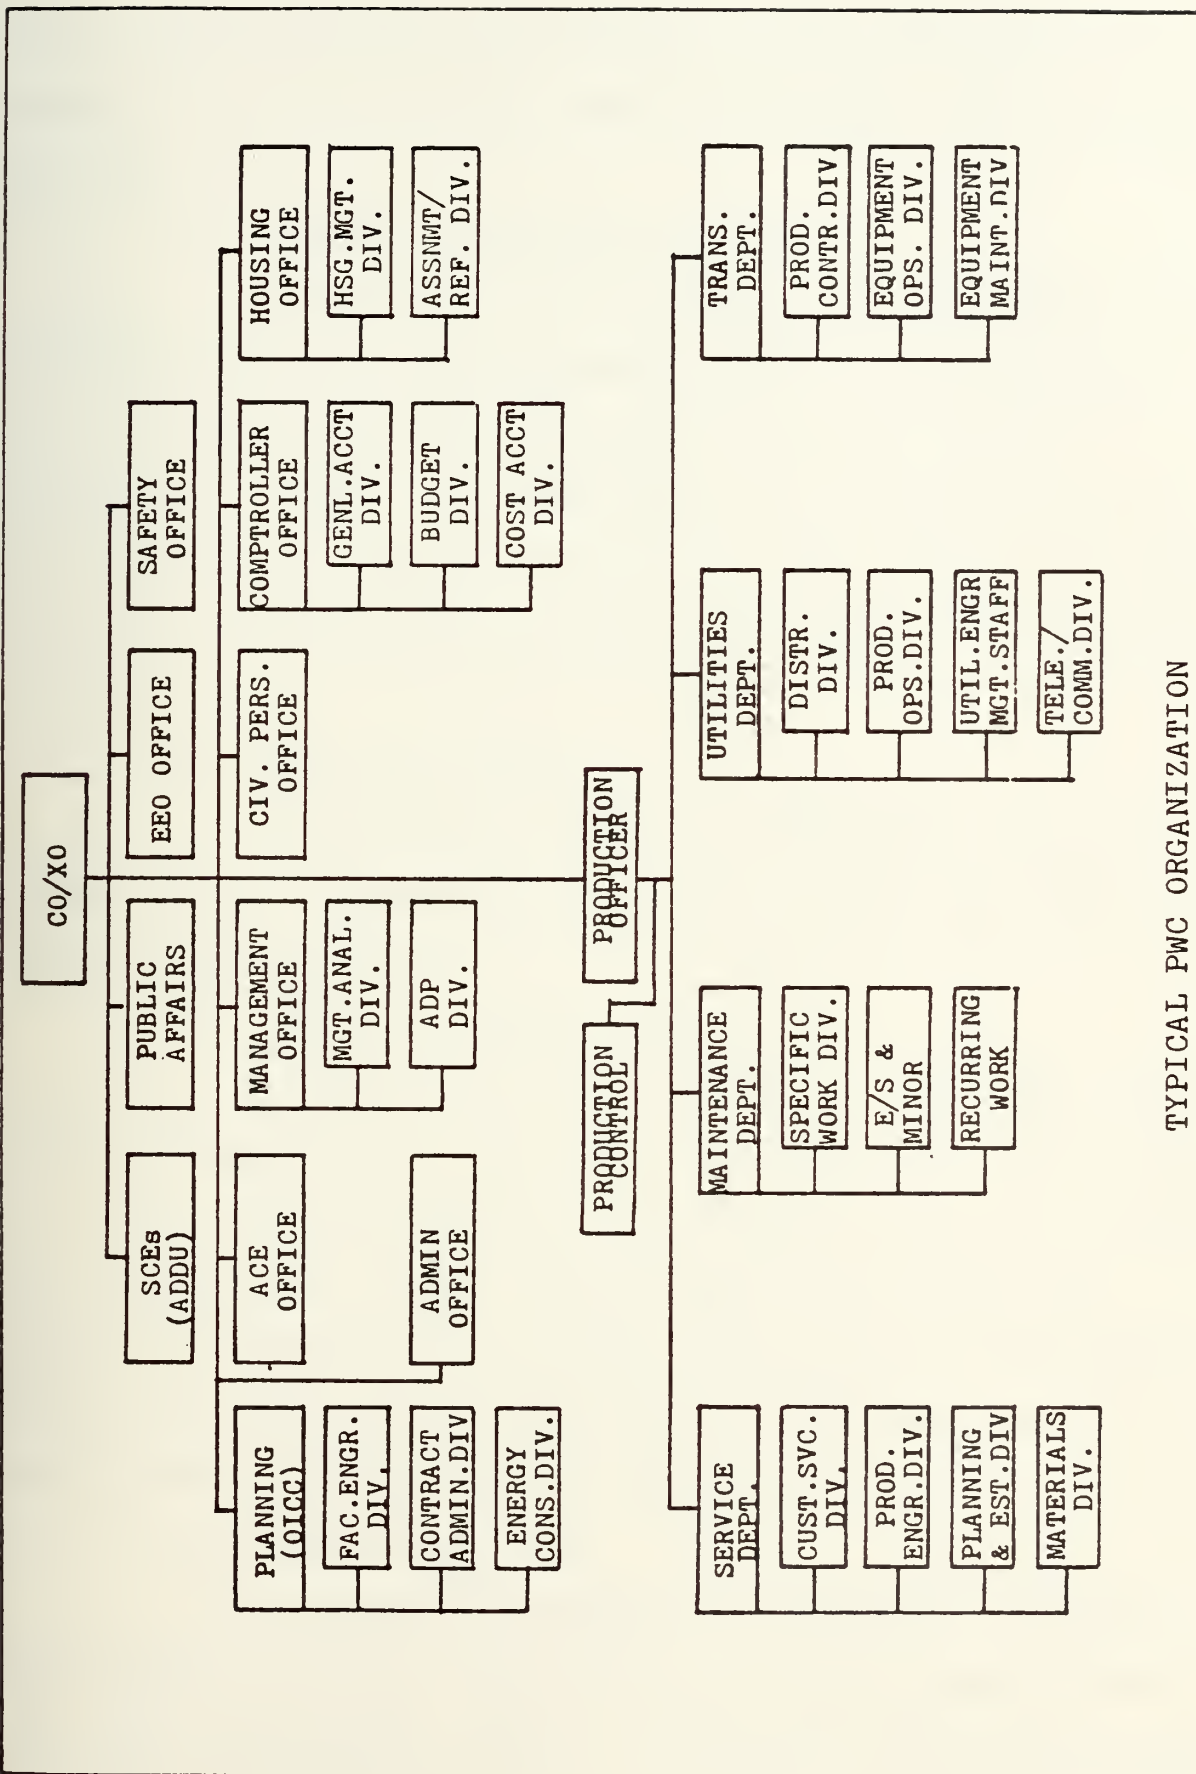 CO/XO
SCEs
(ADDU)
PUBLIC
AFFAIRS
EEO OFFICE
SAFETY
OFFICE
PLANNING
(OICC)
FAC.ENGR.
DIV.
CONTRACT
ADMIN.DIV
ENERGY
CONS.DIV.
ACE
OFFICE
ADMIN
OFFICE
MANAGEMENT
OFFICE
MGT.ANAL.
DIV.
ADP
DIV.
CIV. PERS.
OFFICE
COMPTROLLER
OFFICE
GENL.ACCT
DIV.
BUDGET
DIV.
COST ACCT
DIV.
HOUSING
OFFICE
HSG.MGT.
DIV.
ASSNMT/
REF. DIV.
PRODUCTION
OFFICER
PRODUCTION
CONTROL
SERVICE
DEPT.
CUST.SVC.
DIV.
PROD.
ENGR.DIV.
PLANNING
& EST.DIV
MATERIALS
DIV.
MAINTENANCE
DEPT.
SPECIFIC
WORK DIV.
E/S &
MINOR
RECURRING
WORK
UTILITIES
DEPT.
DISTR.
DIV.
PROD.
OPS.DIV.
UTIL.ENGR
MGT.STAFF
TELE./
COMM.DIV.
TRANS.
DEPT.
PROD.
CONTR.DIV
EQUIPMENT
OPS. DIV.
EQUIPMENT
MAINT.DIV
TYPICAL PWC ORGANIZATION